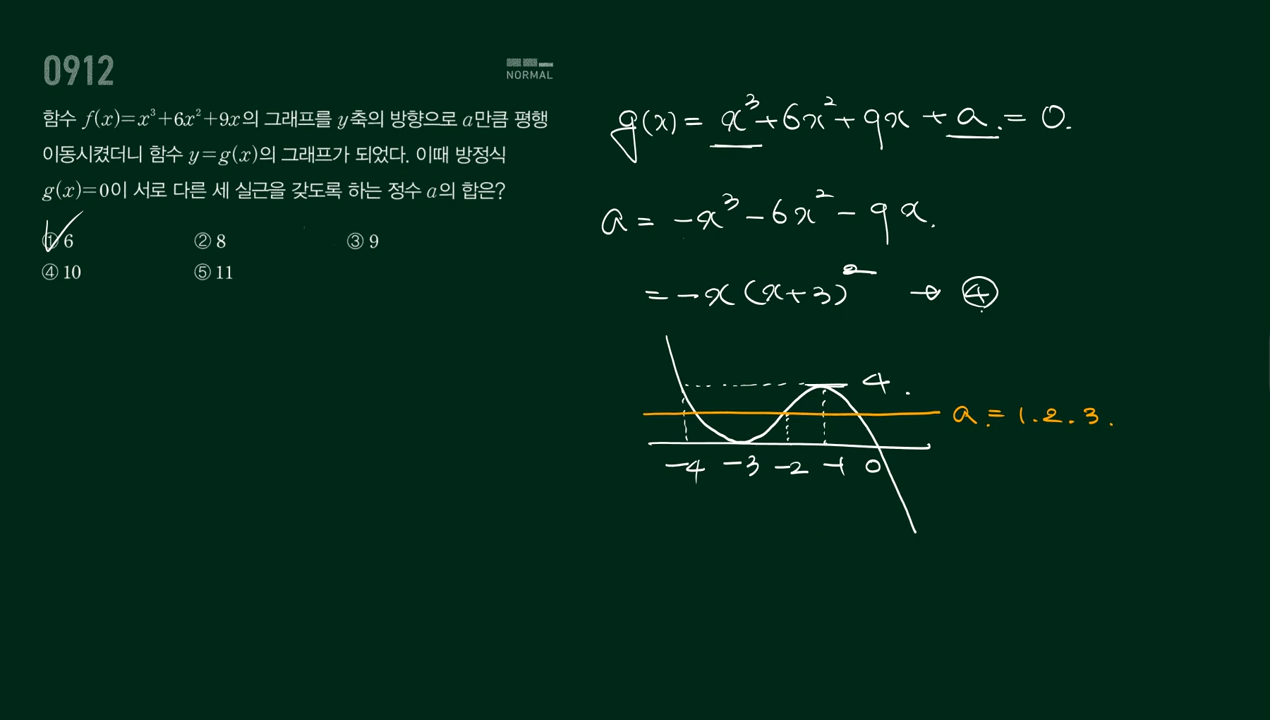 0912
NORMAL
함수 f(x)=x³+6x²+9x의 그래프를 y축의 방향으로 a만큼 평행
이동시켰더니 함수 y=g(x)의 그래프가 되었다. 이때 방정식
g(x)=0이 서로 다른 세 실근을 갖도록 하는 정수 a의 합은?
① 6 ② 8 ③ 9
④ 10 ⑤ 11
g(x) = x³+6x²+9x + a = 0.
a = -x³-6x²-9x.
= -x(x+3)² → ④
4.
a = 1. 2. 3.
-4 -3 -2 -1 0